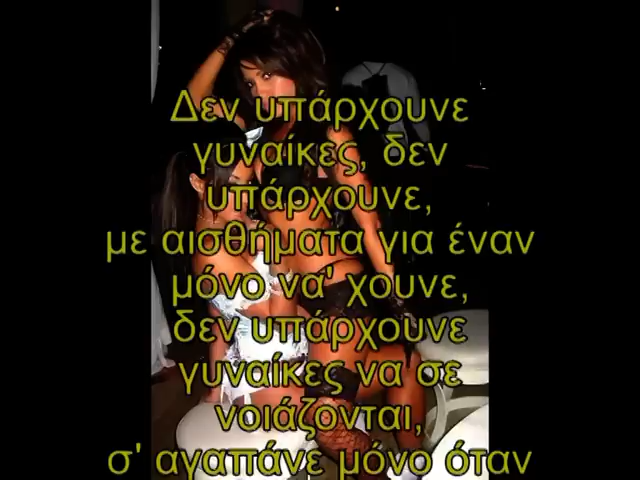 Δεν υπάρχουνε
γυναίκες, δεν
υπάρχουνε,
με αισθήματα για έναν
μόνο να' χουνε,
δεν υπάρχουνε
γυναίκες να σε
νοιάζονται,
σ' αγαπάνε μόνο όταν